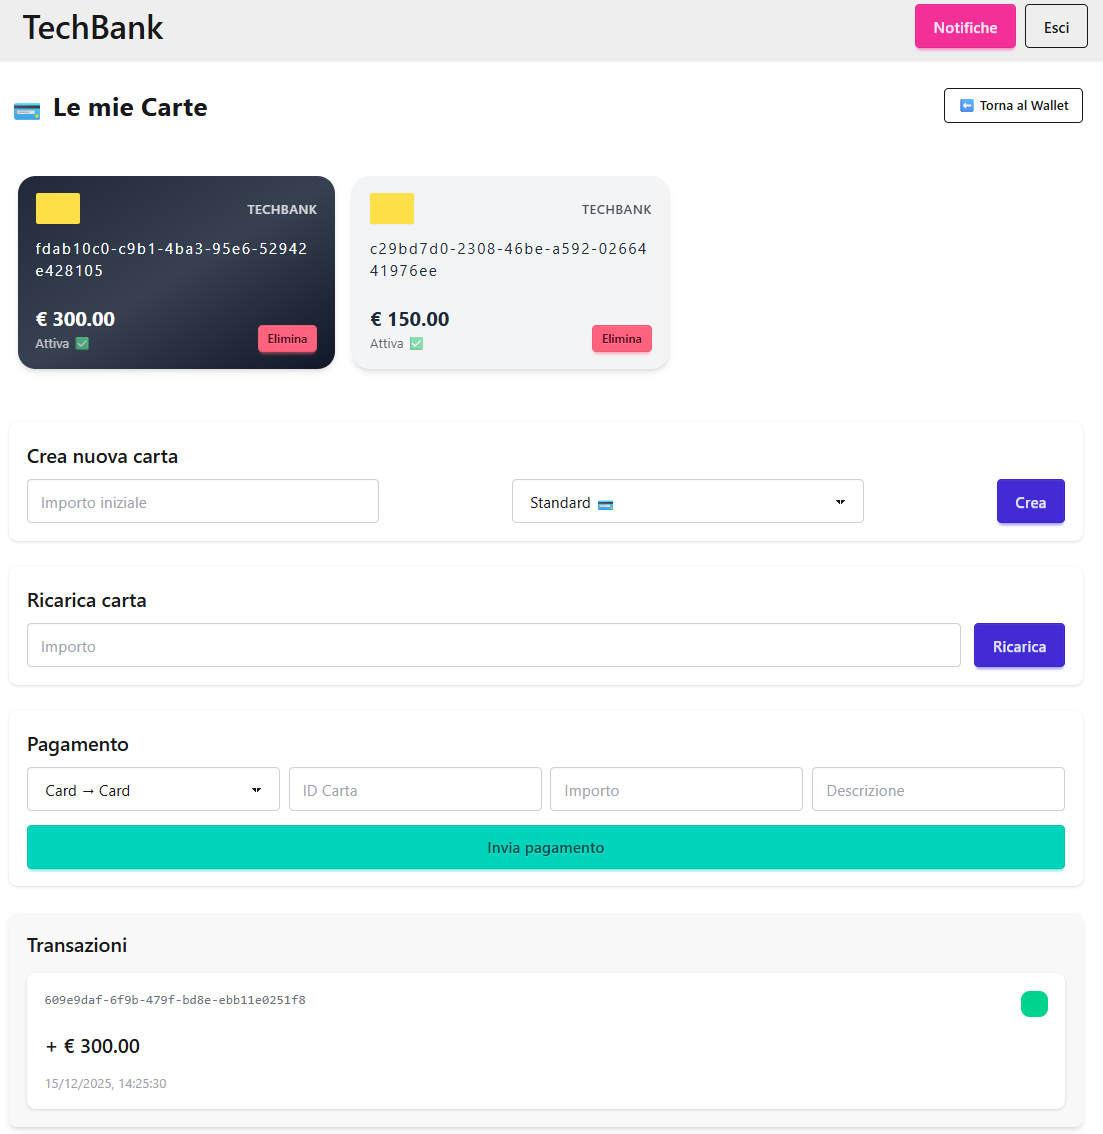 TechBank
Notifiche
Esci
Le mie Carte
Torna al Wallet
TECHBANK
fdab10c0-c9b1-4ba3-95e6-52942
e428105
€ 300.00
Attiva
Elimina
TECHBANK
c29bd7d0-2308-46be-a592-02664
41976ee
€ 150.00
Attiva
Elimina
Crea nuova carta
Importo iniziale
Standard
Crea
Ricarica carta
Importo
Ricarica
Pagamento
Card → Card
ID Carta
Importo
Descrizione
Invia pagamento
Transazioni
609e9daf-6f9b-479f-bd8e-ebb11e0251f8
+ € 300.00
15/12/2025, 14:25:30